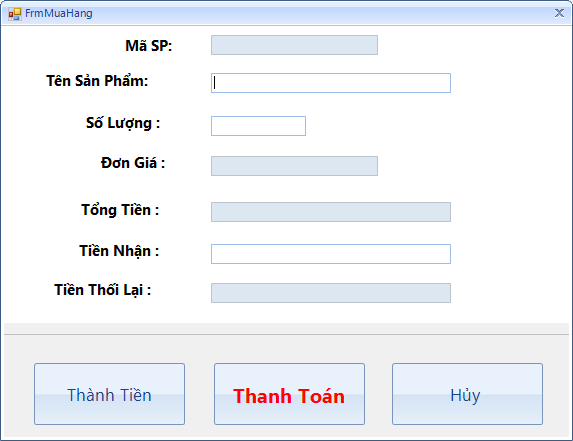 FrmMuaHang
Mã SP:
Tên Sản Phẩm:
Số Lượng :
Đơn Giá :
Tổng Tiền :
Tiền Nhận :
Tiền Thối Lại :
Thành Tiền
Thanh Toán
Hủy